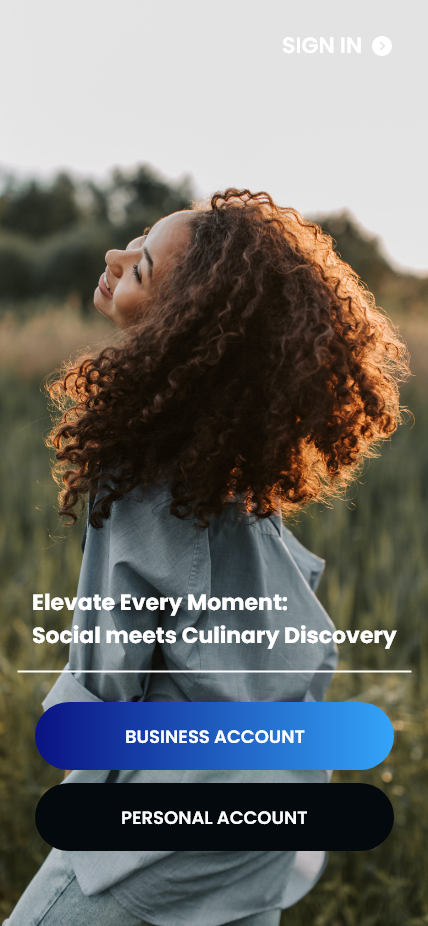 SIGN IN
Elevate Every Moment:
Social meets Culinary Discovery
BUSINESS ACCOUNT
PERSONAL ACCOUNT